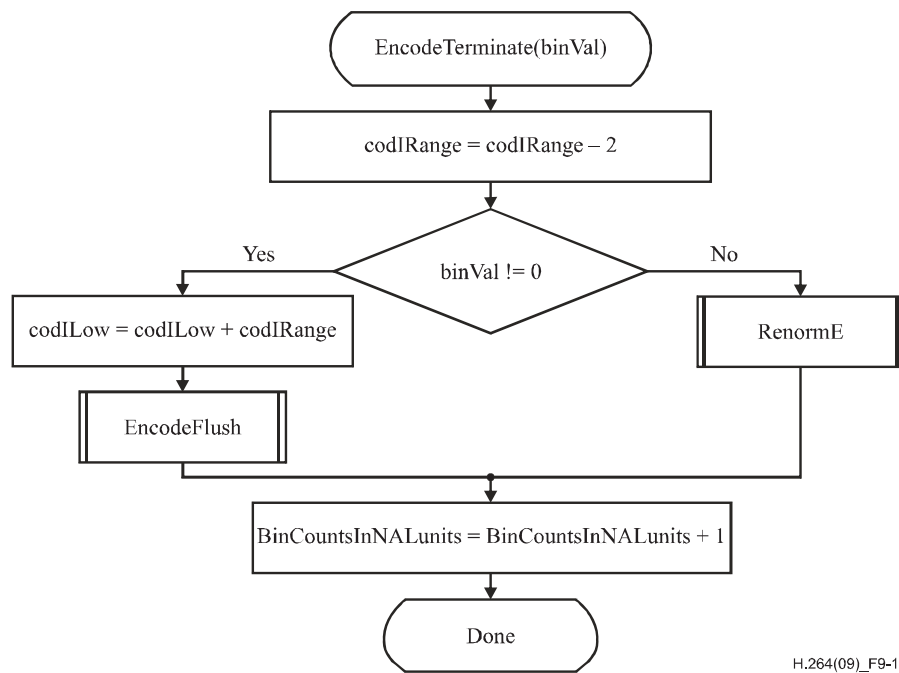 EncodeTerminate(binVal)
codIRange = codIRange – 2
Yes
No
binVal != 0
codILow = codILow + codIRange
RenormE
EncodeFlush
BinCountsInNALunits = BinCountsInNALunits + 1
Done
H.264(09)_F9-1